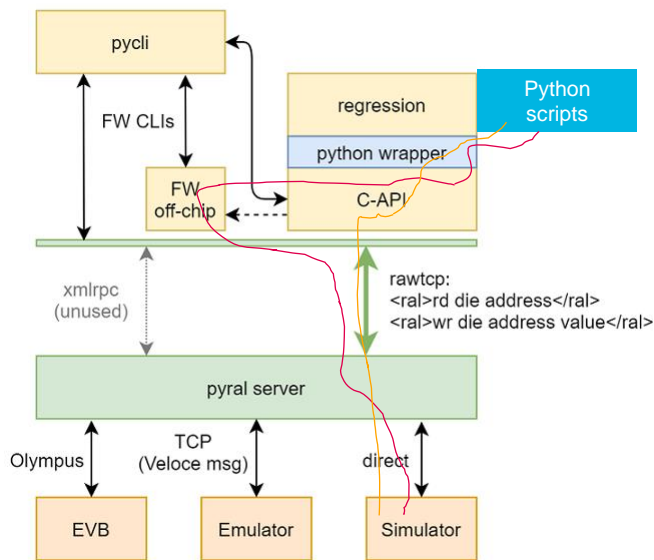 pycli
Python
scripts
regression
FW CLIs
python wrapper
FW
off-chip
C-API
xmlrpc
(unused)
rawtcp:
<ral>rd die address</ral>
<ral>wr die address value</ral>
pyral server
Olympus
TCP
(Veloce msg)
direct
EVB
Emulator
Simulator